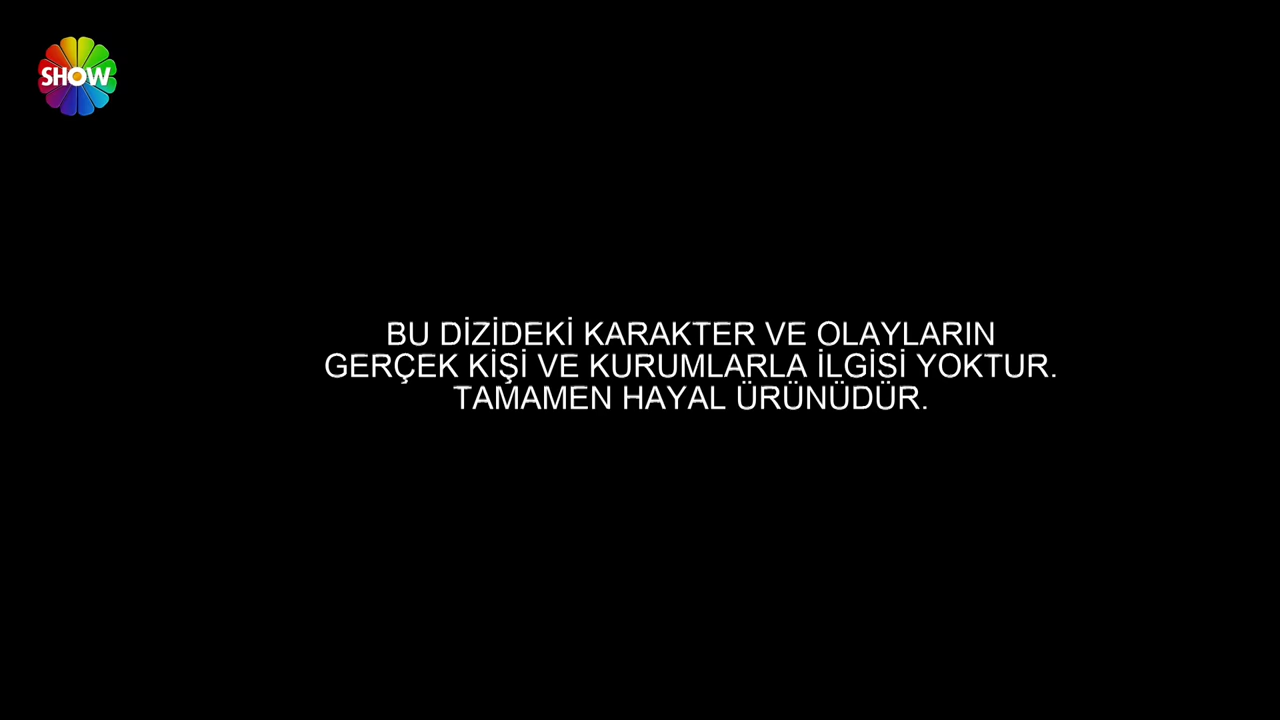 SHOW
BU DİZİDEKİ KARAKTER VE OLAYLARIN
GERÇEK KİŞİ VE KURUMLARLA İLGİSİ YOKTUR.
TAMAMEN HAYAL ÜRÜNÜDÜR.